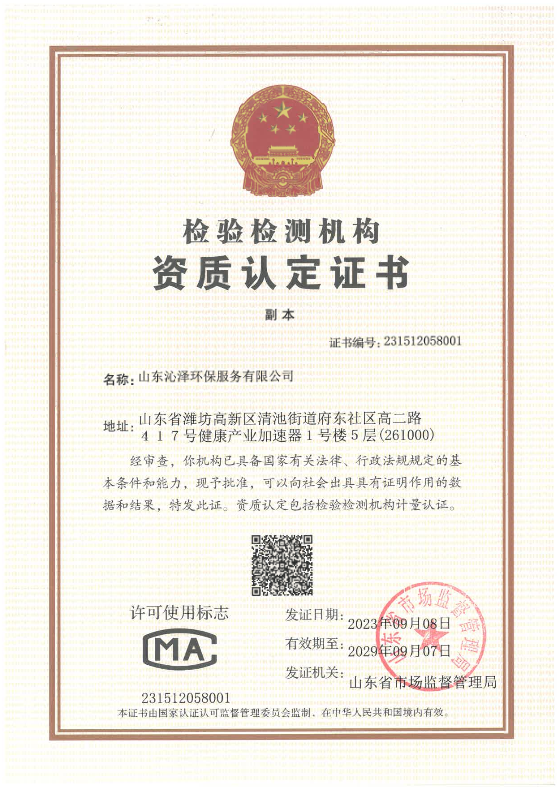 检验检测机构
资质认定证书
副本
证书编号：231512058001
名称：山东沁泽环保服务有限公司
地址：山东省潍坊高新区清池街道府东社区高二路
４１７号健康产业加速器１号楼５层(261000)
经审查，你机构已具备国家有关法律、行政法规规定的基
本条件和能力，现予批准，可以向社会出具具有证明作用的数
据和结果，特发此证。资质认定包括检验检测机构计量认证。
许可使用标志
MA
231512058001
发证日期：2023年09月08日
有效期至：2029年09月07日
发证机关：山东省市场监督管理局
山东省市场监督管理局
本证书由国家认证认可监督管理委员会监制，在中华人民共和国境内有效。